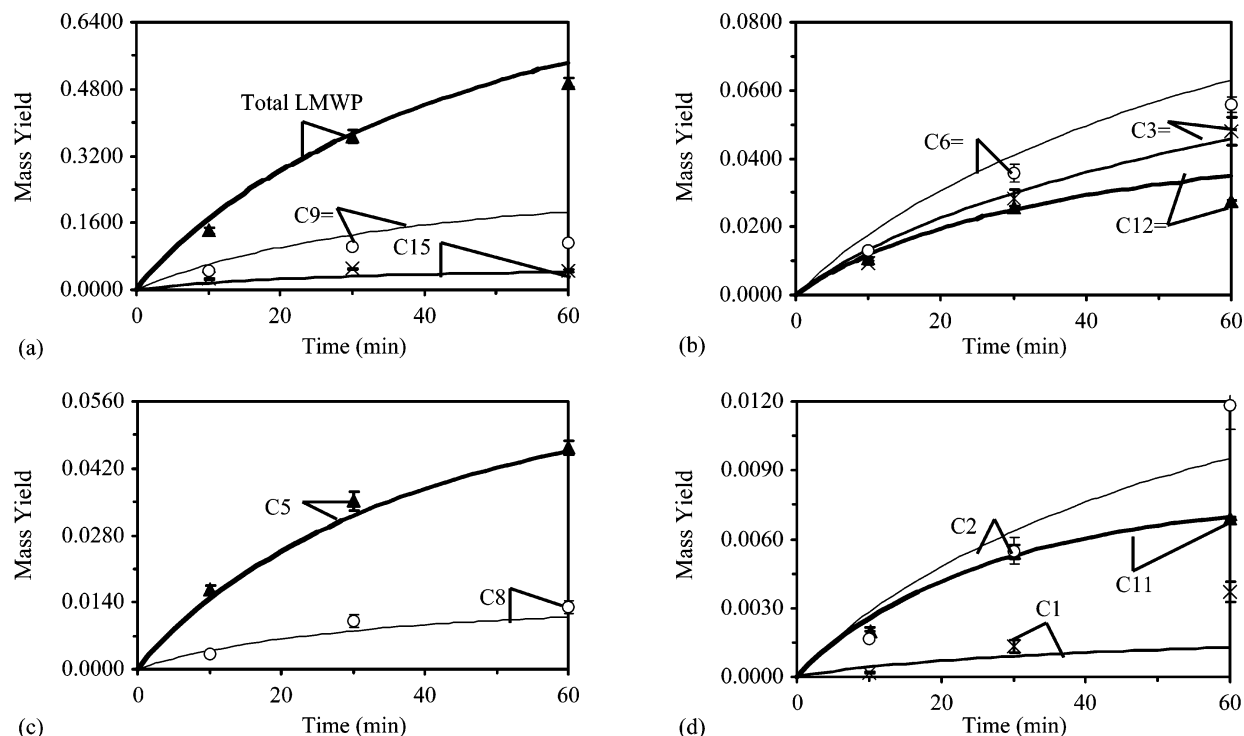 0.6400
0.4800
0.3200
0.1600
0.0000
Mass Yield
Total LMWP
C9=
C15
0 20 40 60
Time (min)
(a)
0.0800
0.0600
0.0400
0.0200
0.0000
Mass Yield
C6=
C3=
C12=
0 20 40 60
Time (min)
(b)
0.0560
0.0420
0.0280
0.0140
0.0000
Mass Yield
C5
C8
0 20 40 60
Time (min)
(c)
0.0120
0.0090
0.0060
0.0030
0.0000
Mass Yield
C2
C11
C1
0 20 40 60
Time (min)
(d)